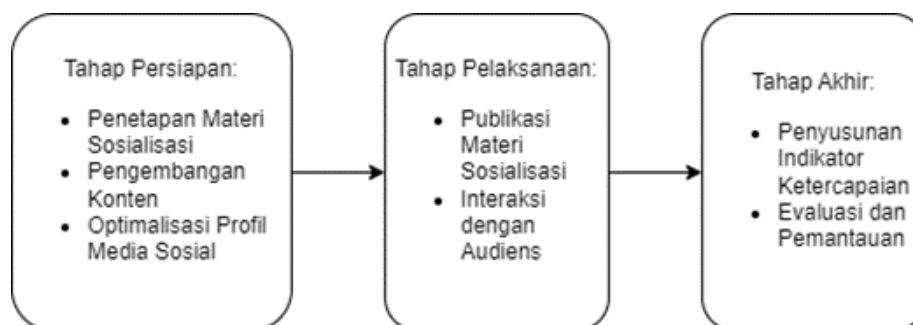 Tahap Persiapan:
• Penetapan Materi
Sosialisasi
• Pengembangan
Konten
• Optimalisasi Profil
Media Sosial
Tahap Pelaksanaan:
• Publikasi
Materi
Sosialisasi
• Interaksi
dengan
Audiens
Tahap Akhir:
• Penyusunan
Indikator
Ketercapaian
• Evaluasi dan
Pemantauan